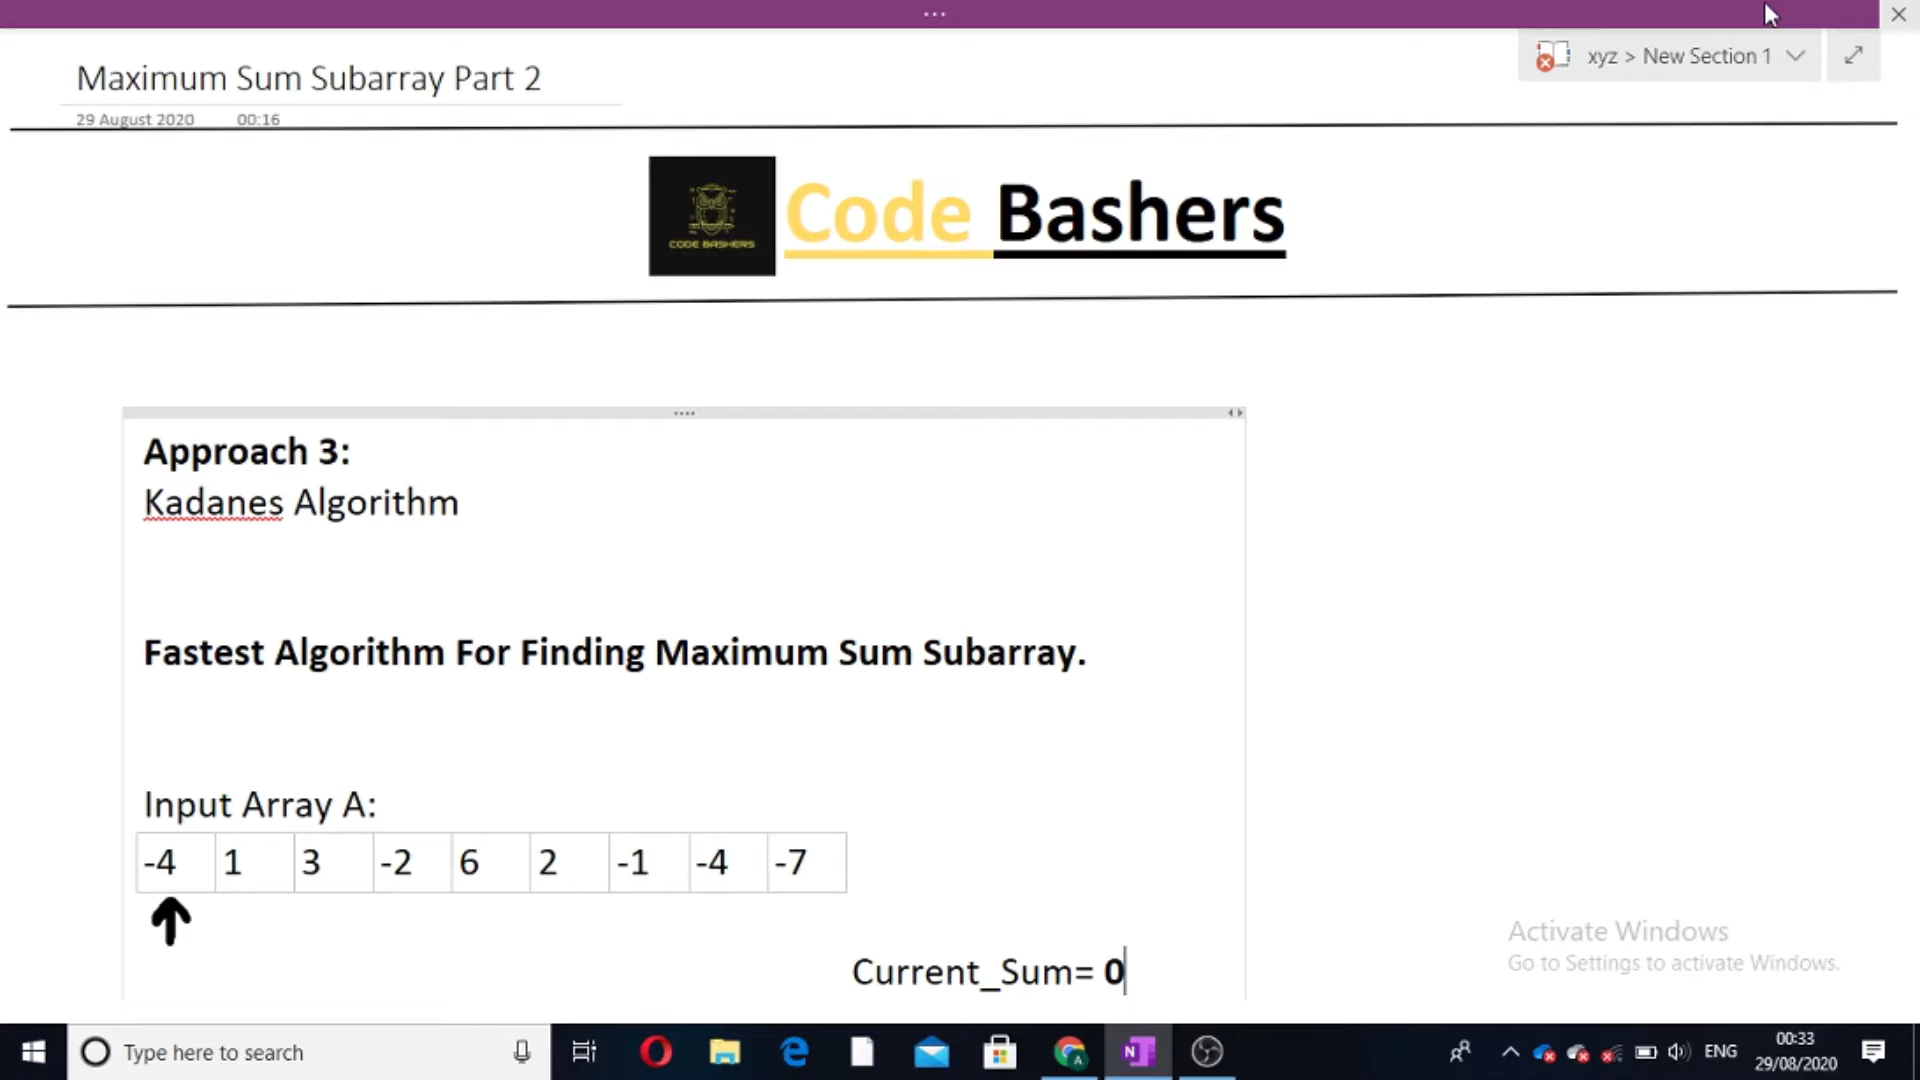 xyz > New Section 1
Maximum Sum Subarray Part 2
29 August 2020 00:16
CODE BASHERS
Code Bashers
Approach 3:
Kadanes Algorithm
Fastest Algorithm For Finding Maximum Sum Subarray.
Input Array A:
-4 1 3 -2 6 2 -1 -4 -7
Current_Sum= 0
Activate Windows
Go to Settings to activate Windows.
Type here to search
ENG
00:33
29/08/2020